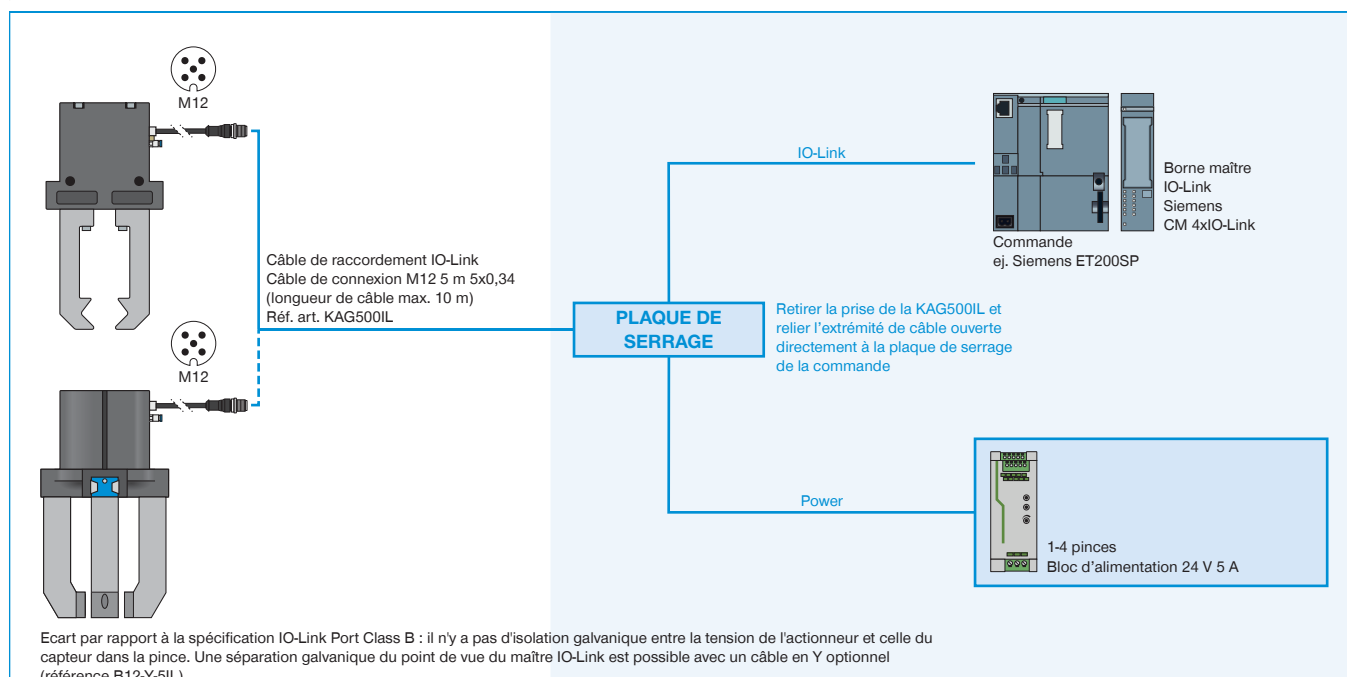 M12
Câble de raccordement IO-Link
Câble de connexion M12 5 m 5x0,34
(longueur de câble max. 10 m)
Réf. art. KAG500IL
M12
IO-Link
PLAQUE DE
SERRAGE
Retirer la prise de la KAG500IL et
relier l’extrémité de câble ouverte
directement à la plaque de serrage
de la commande
Power
Commande
ej. Siemens ET200SP
Borne maître
IO-Link
Siemens
CM 4xIO-Link
1-4 pinces
Bloc d’alimentation 24 V 5 A
Ecart par rapport à la spécification IO-Link Port Class B : il n'y a pas d'isolation galvanique entre la tension de l'actionneur et celle du
capteur dans la pince. Une séparation galvanique du point de vue du maître IO-Link est possible avec un câble en Y optionnel
(référence B12-Y-5IL)